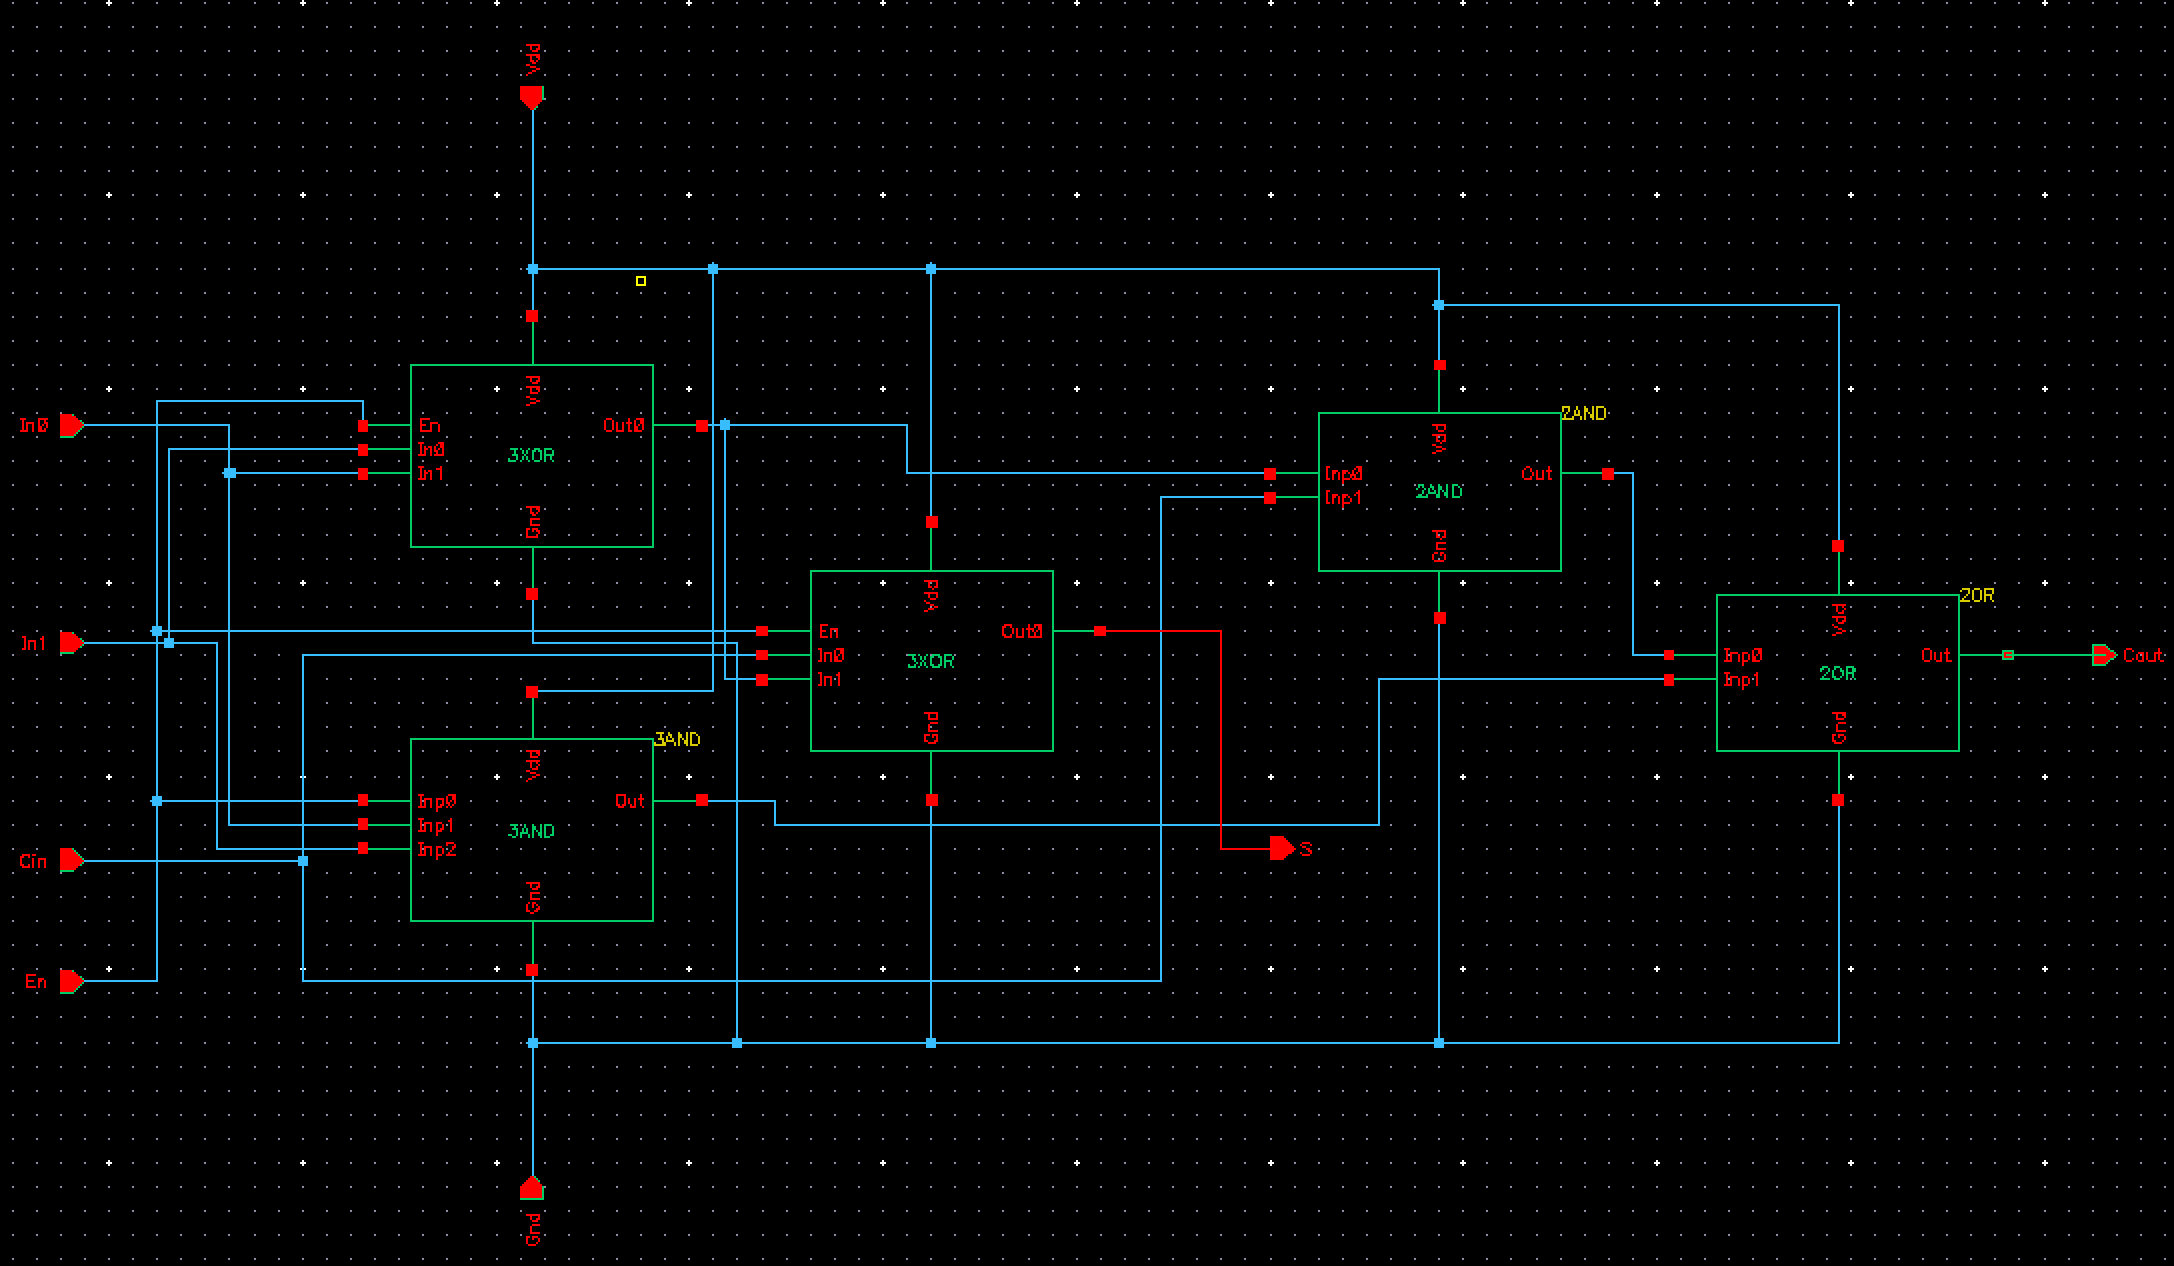 Vdd
In0
In1
Cin
En
Vdd
En
In0
In1
Out0
3XOR
Gnd
3AND
Vdd
Inp0
Inp1
Inp2
Out
3AND
Gnd
Vdd
En
In0
In1
Out0
3XOR
Gnd
S
2AND
Vdd
Inp0
Inp1
Out
2AND
Gnd
2OR
Vdd
Inp0
Inp1
Out
2OR
Gnd
Cout
Gnd